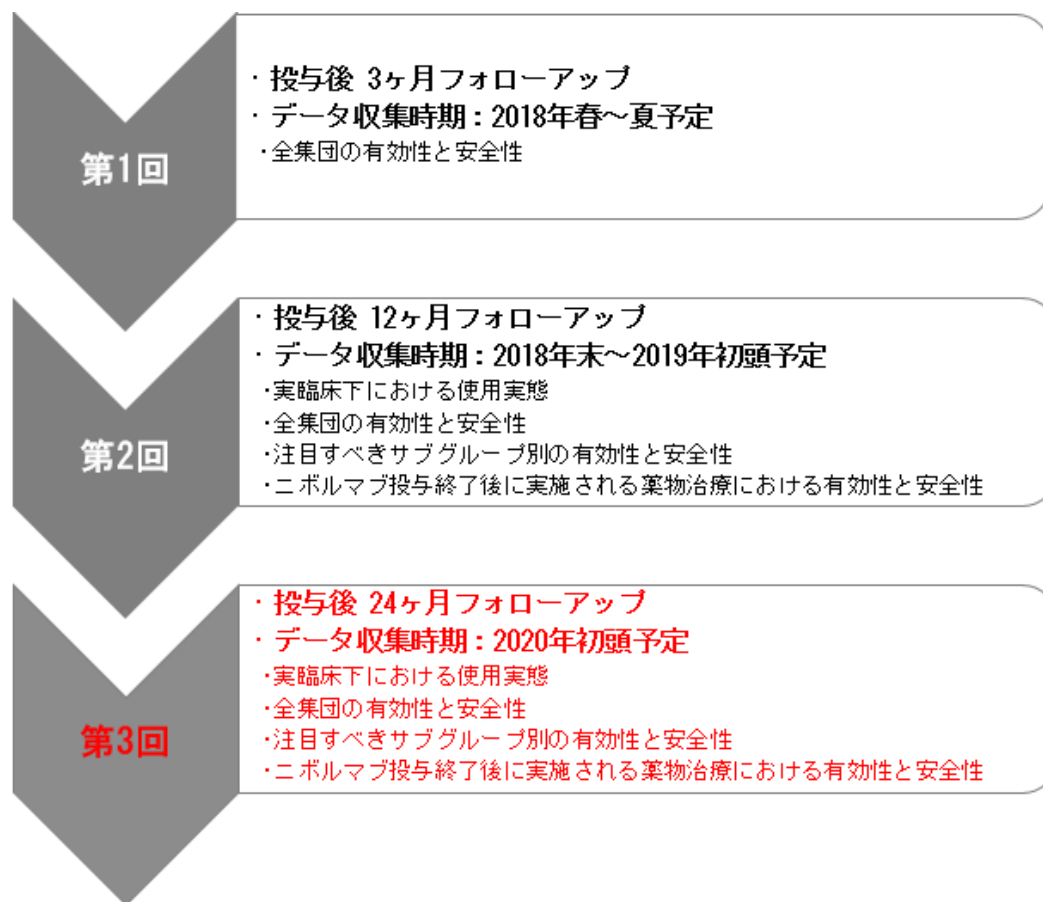 第1回
・投与後 3ヶ月フォローアップ
・データ収集時期：2018年春～夏予定
・全集団の有効性と安全性
第2回
・投与後 12ヶ月フォローアップ
・データ収集時期：2018年末～2019年初頭予定
・実臨床下における使用実態
・全集団の有効性と安全性
・注目すべきサブグループ別の有効性と安全性
・ニボルマブ投与終了後に実施される薬物治療における有効性と安全性
第3回
・投与後 24ヶ月フォローアップ
・データ収集時期：2020年初頭予定
・実臨床下における使用実態
・全集団の有効性と安全性
・注目すべきサブグループ別の有効性と安全性
・ニボルマブ投与終了後に実施される薬物治療における有効性と安全性